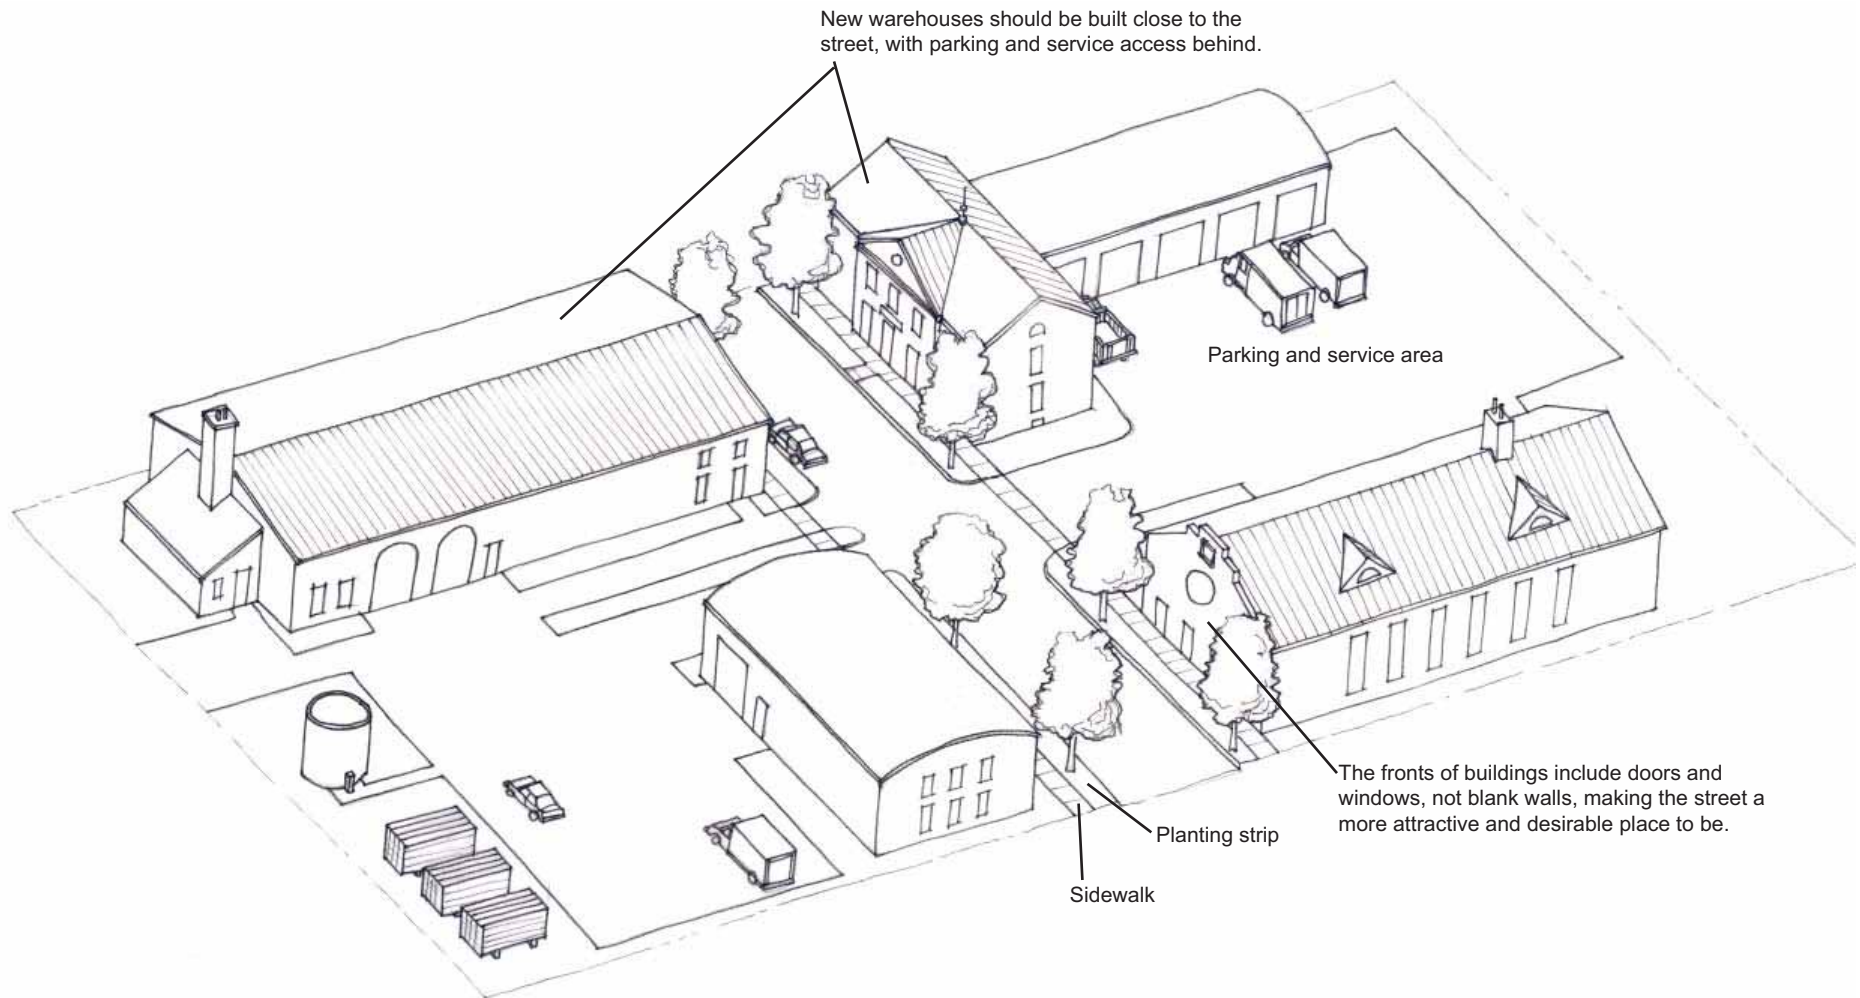 New warehouses should be built close to the
street, with parking and service access behind.
Parking and service area
The fronts of buildings include doors and
windows, not blank walls, making the street a
more attractive and desirable place to be.
Planting strip
Sidewalk